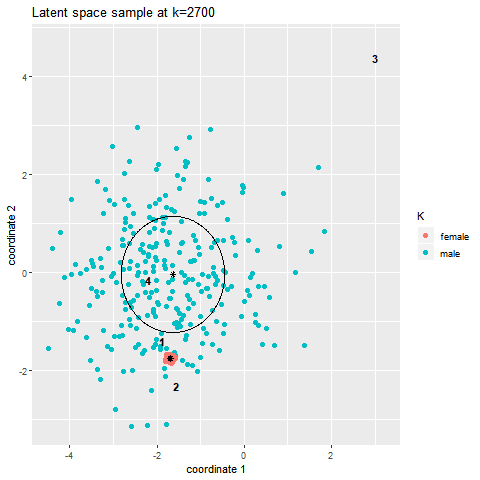 Latent space sample at k=2700
3
4
2
0
-2
4
1
2
-4
-2
0
2
coordinate 1
coordinate 2
K
female
male